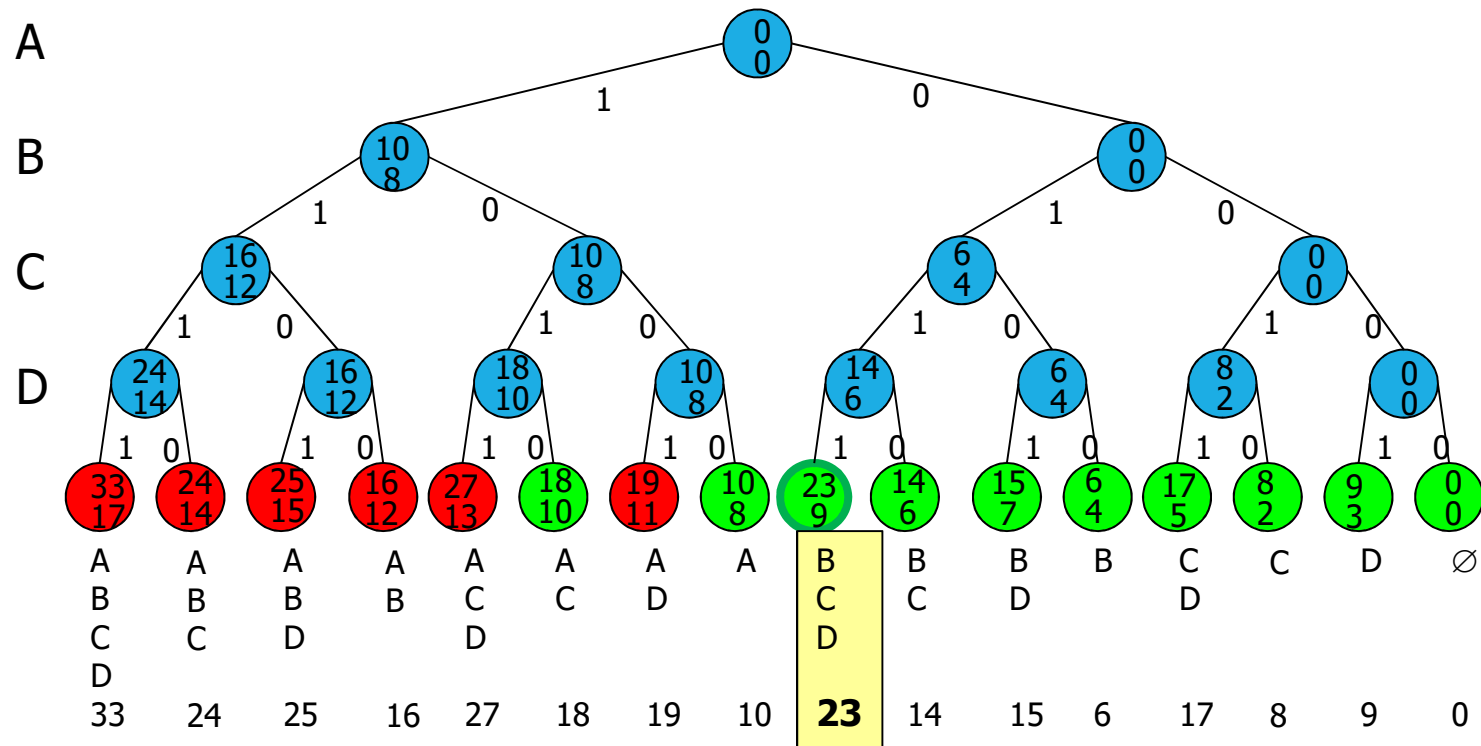 A
0
0
1 0
B
10 0
8 0
1 0 1 0
C
16 10 6 0
12 8 4 0
1 0 1 0 1 0 1 0
D
24 16 18 10 14 6 8 0
14 12 10 8 6 4 2 0
1 0 1 0 1 0 1 0 1 0 1 0 1 0 1 0
33 24 25 16 27 18 19 10 23 14 15 6 17 8 9 0
17 14 15 12 13 10 11 8 9 6 7 4 5 2 3 0
A A A A A A A A B B B B C C D ∅
B B B B C C D C C D D
C C D D D
D
33 24 25 16 27 18 19 10 23 14 15 6 17 8 9 0